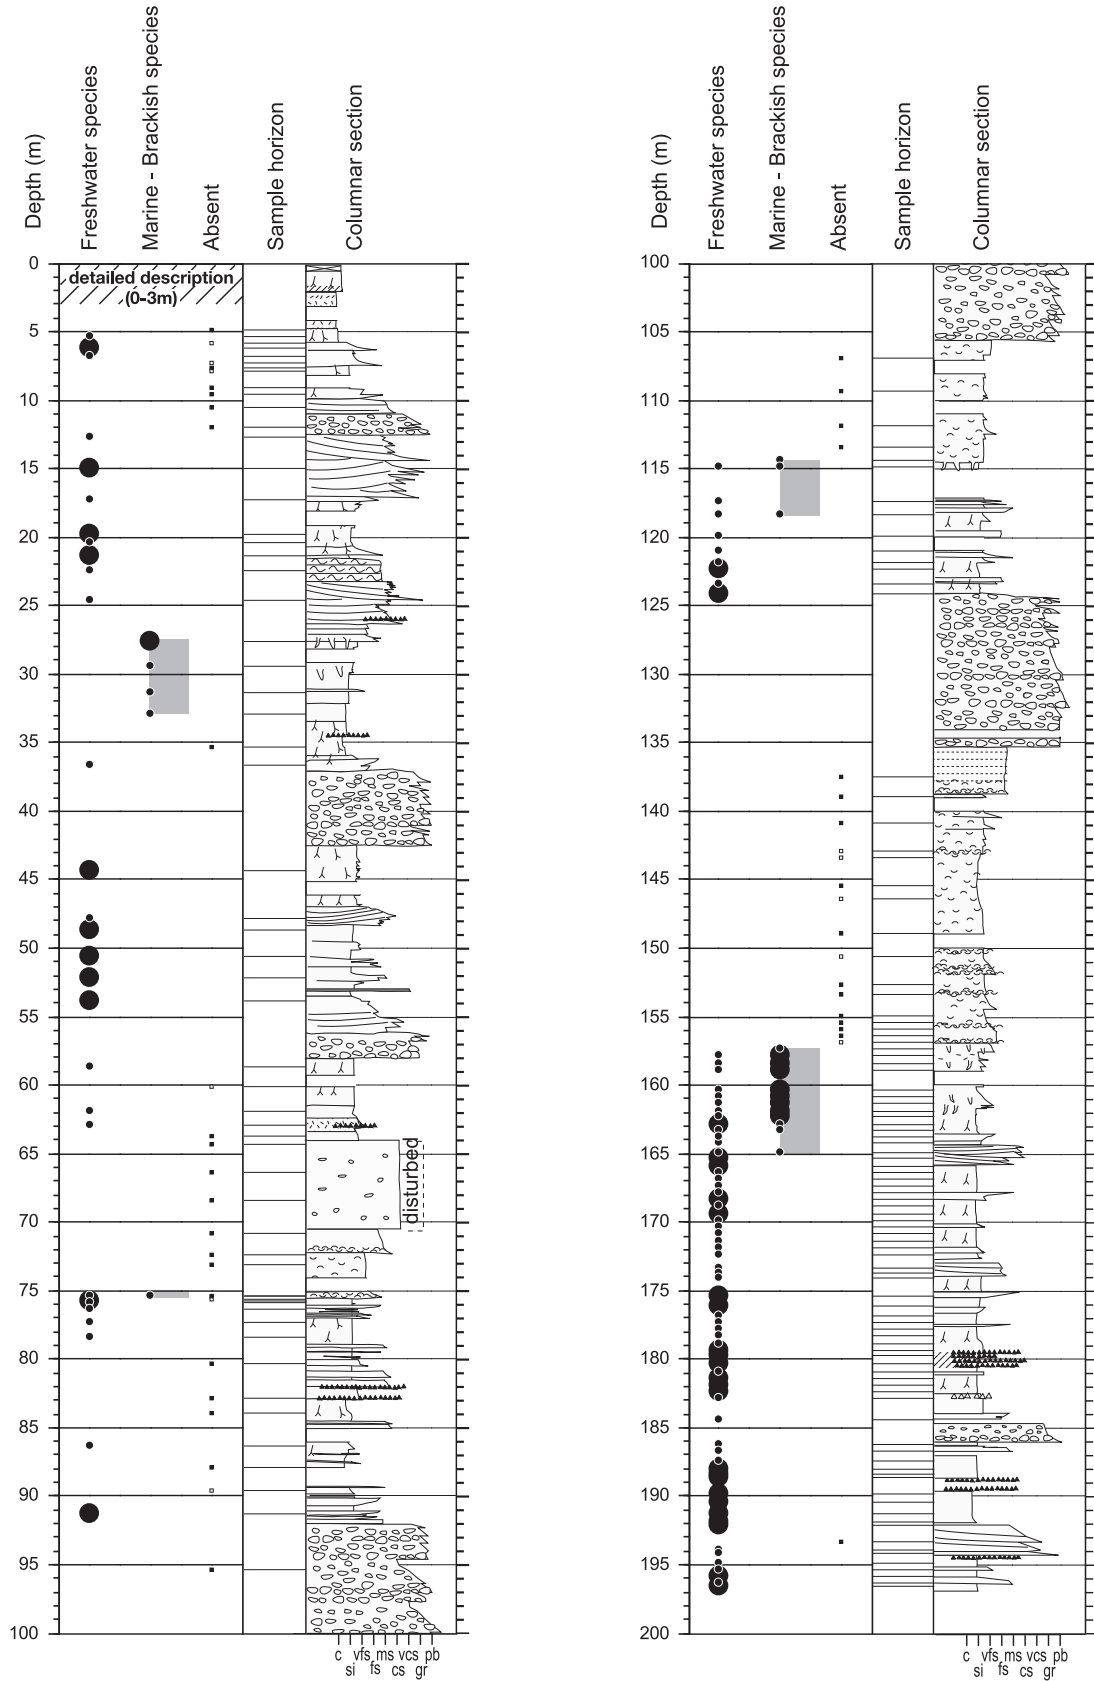 Depth (m)
Freshwater species
Marine - Brackish species
Absent
Sample horizon
Columnar section
0
detailed description
(0-3m)
5
10
15
20
25
30
35
40
45
50
55
60
65
disturbed
70
75
80
85
90
95
100
c vfs ms vcs pb
si fs cs gr
Depth (m)
Freshwater species
Marine - Brackish species
Absent
Sample horizon
Columnar section
100
105
110
115
120
125
130
135
140
145
150
155
160
165
170
175
180
185
190
195
200
c vfs ms vcs pb
si fs cs gr